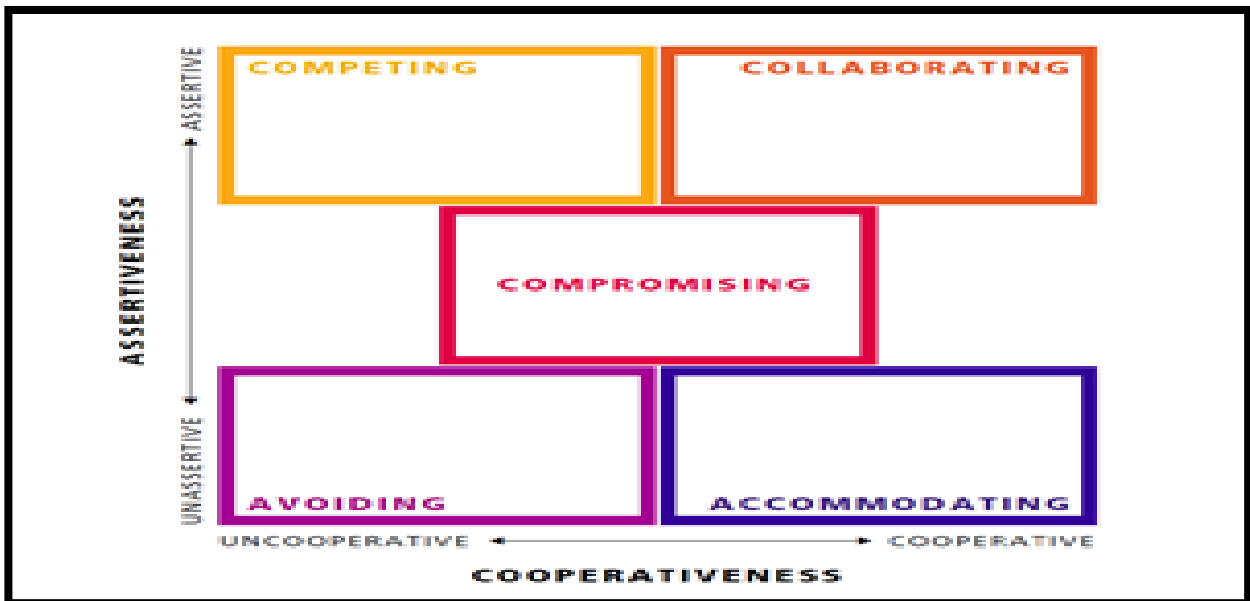 ASSERTIVE
COMPETING
COLLABORATING
ASSERTIVENESS
COMPROMISING
UNASSERTIVE
AVOIDING
ACCOMMODATING
UNCOOPERATIVE
COOPERATIVE
COOPERATIVENESS